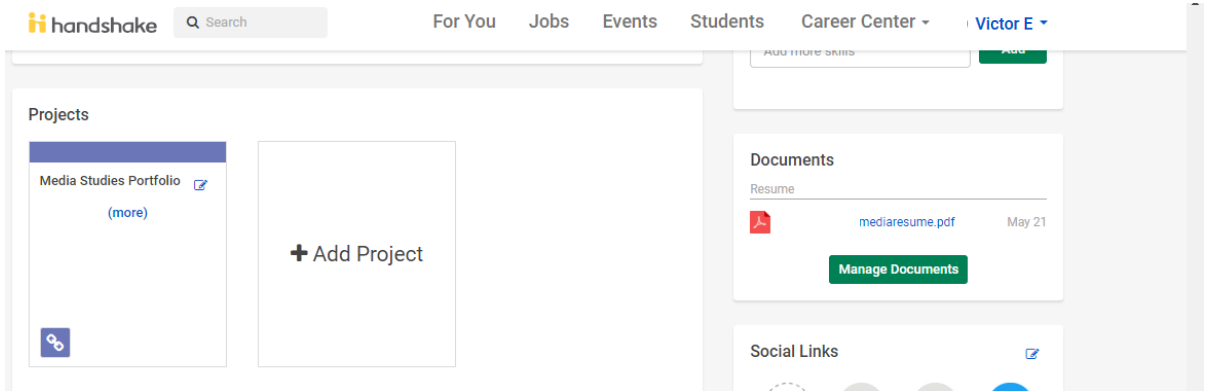 handshake
Search
For You
Jobs
Events
Students
Career Center
Victor E
Add more skills
Add
Projects
Media Studies Portfolio
(more)
+ Add Project
Documents
Resume
mediaresume.pdf
May 21
Manage Documents
Social Links